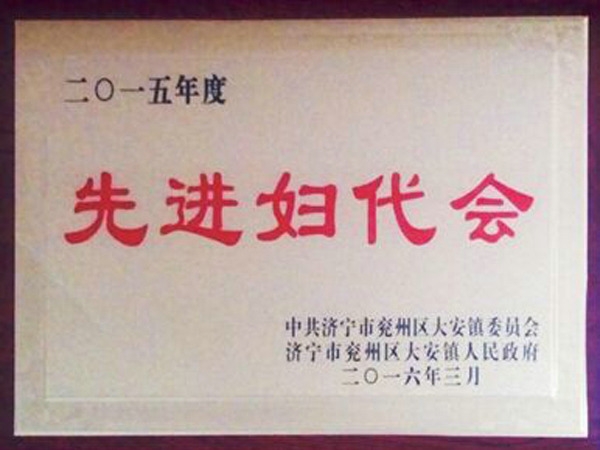 二〇一五年度
先进妇代会
中共济宁市兖州区大安镇委员会
济宁市兖州区大安镇人民政府
二〇一六年三月